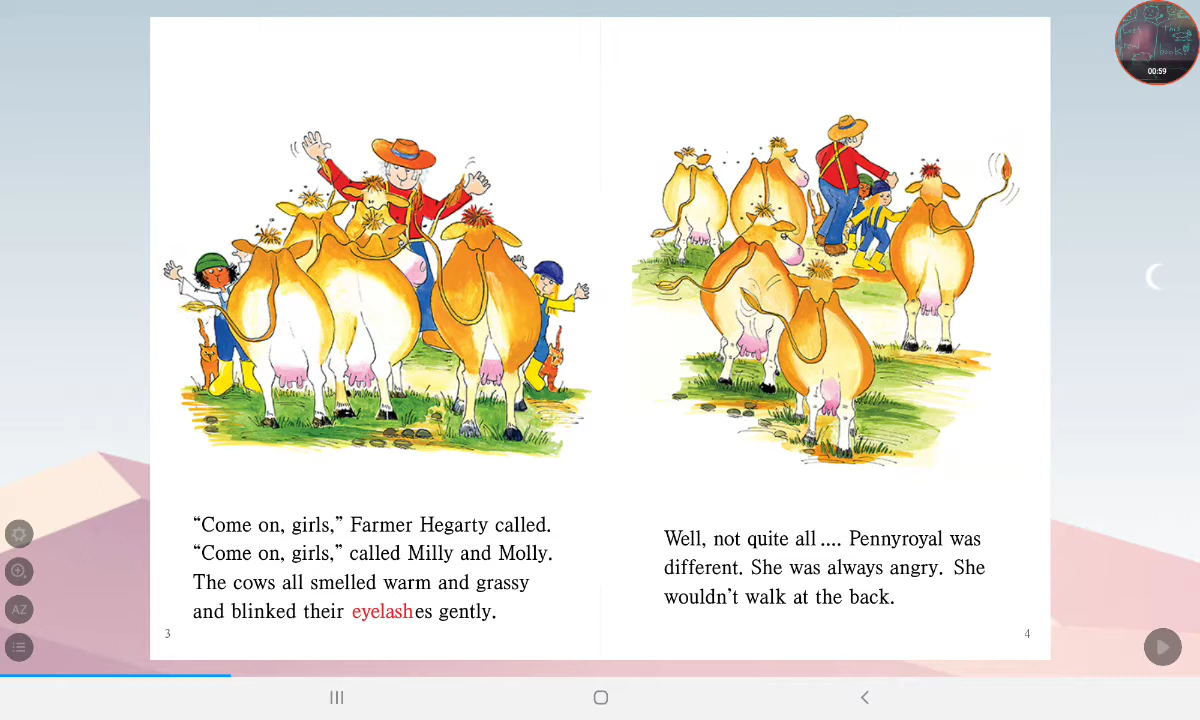 00:59
“Come on, girls,” Farmer Hegarty called.
“Come on, girls,” called Milly and Molly.
The cows all smelled warm and grassy
and blinked their eyelashes gently.
3
Well, not quite all .... Pennyroyal was
different. She was always angry. She
wouldn’t walk at the back.
4
AZ